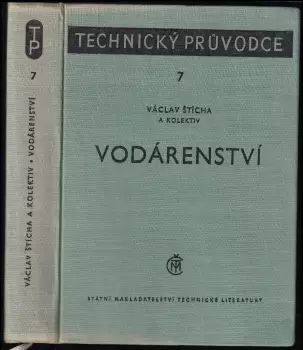 TP
7
VÁCLAV ŠTÍCHA A KOLEKTIV • VODÁRENSTVÍ
TECHNICKÝ PRŮVODCE
7
VÁCLAV ŠTÍCHA
A KOLEKTIV
VODÁRENSTVÍ
STÁTNÍ NAKLADATELSTVÍ TECHNICKÉ LITERATURY